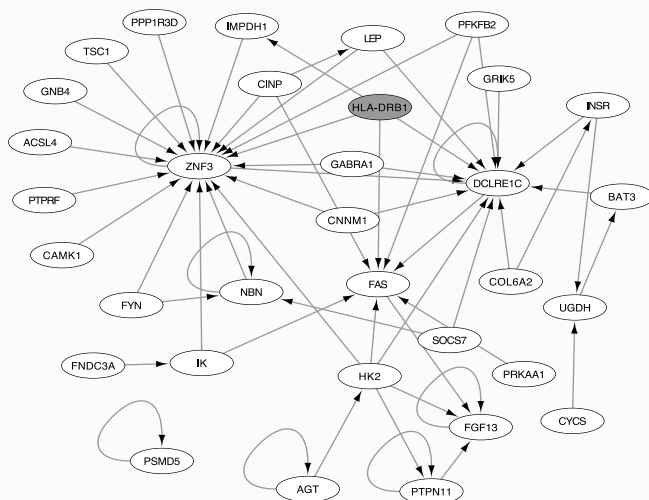 PPP1R3D
IMPDH1
LEP
PFKFB2
TSC1
CINP
GRIK5
GNB4
HLA-DRB1
INSR
ACSL4
ZNF3
GABRA1
DCLRE1C
PTPRF
BAT3
CNNM1
CAMK1
NBN
FAS
COL6A2
FYN
UGDH
SOCS7
FNDC3A
IK
HK2
PRKAA1
FGF13
CYCS
PSMD5
AGT
PTPN11